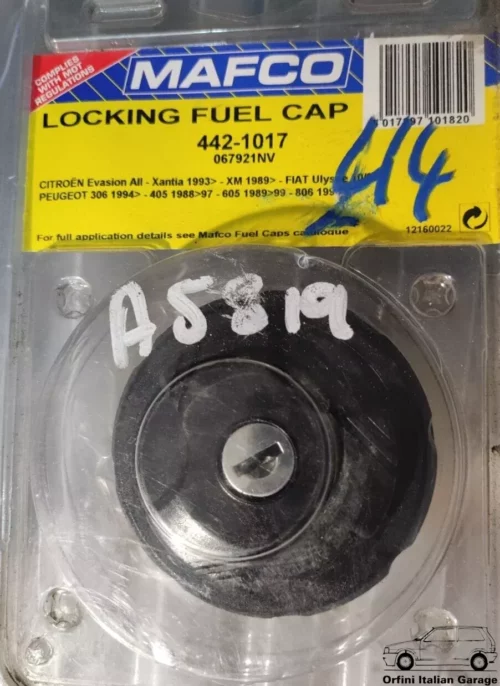 COMPLIES
WITH MOT
REGULATIONS
MAFCO
LOCKING FUEL CAP
442-1017
067921NV
CITROËN Evasion All - Xantia 1993> - XM 1989> - FIAT
PEUGEOT 306 1994> - 405 1988>97 - 605 1989>99 - 806
For full application details see Mafco Fuel Caps catalogue
101820
44
12160022
A5819
Orfini Italian Garage